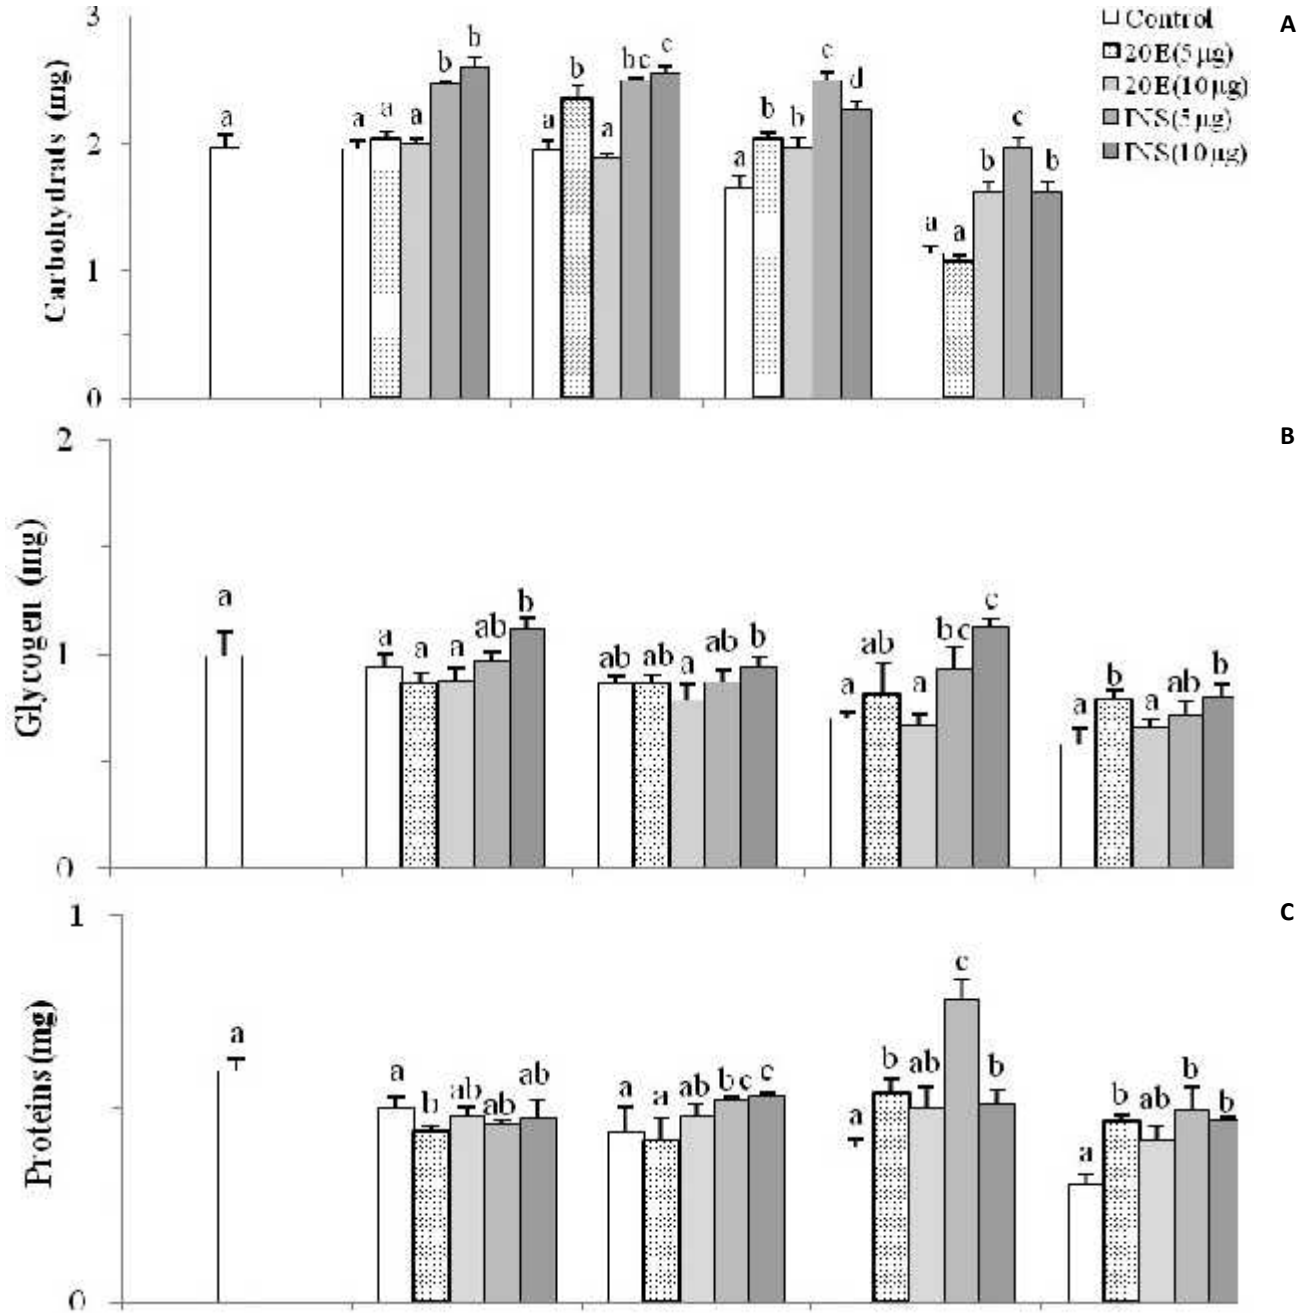 3
2
1
0
Carbohydrats (mg)
a
a a a b b
a b a bc c
a b b c d
a a b c b
Control
20E(5µg)
20E(10µg)
INS(5µg)
INS(10µg)
A
2
1
0
Glycogen (mg)
a
a a a ab b
ab ab a ab b
a ab a bc c
a b a ab b
B
1
0
Proteins(mg)
a
a b ab ab ab
a a ab bc c
a b ab c b
a b ab b b
C